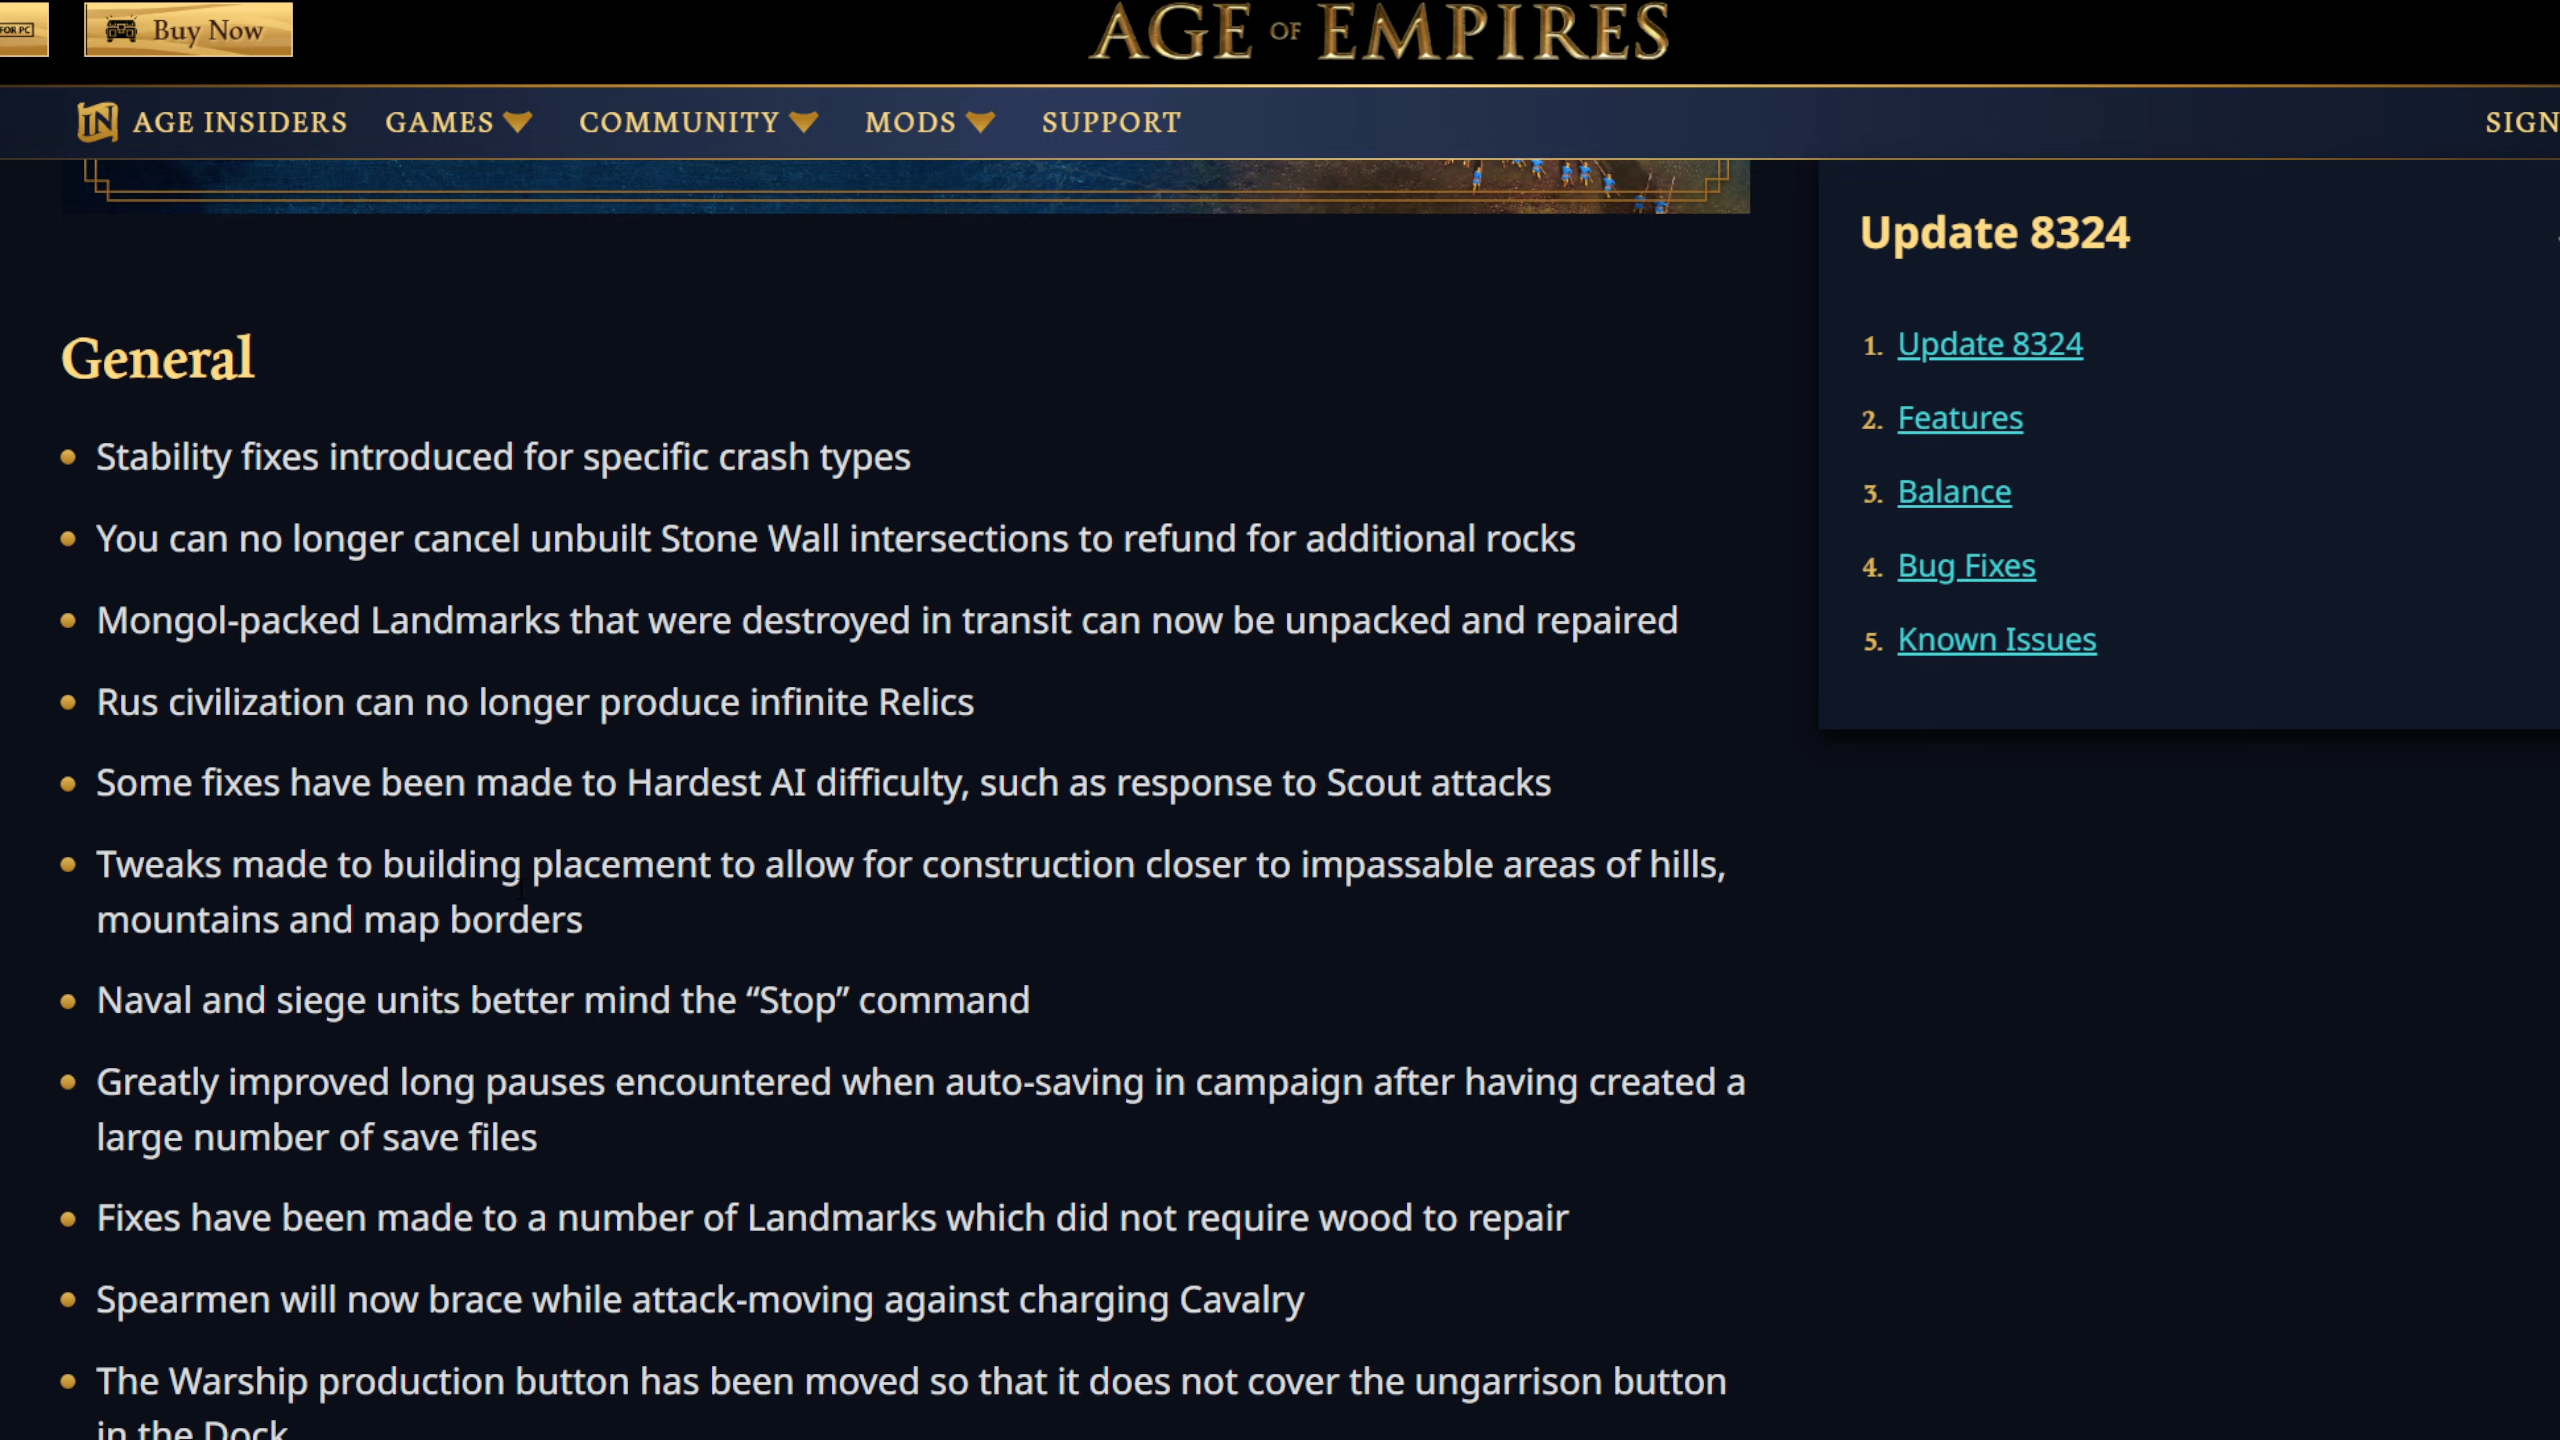 FOR PC
Buy Now
AGE OF EMPIRES
IN AGE INSIDERS GAMES COMMUNITY MODS SUPPORT SIGN
General
Stability fixes introduced for specific crash types
You can no longer cancel unbuilt Stone Wall intersections to refund for additional rocks
Mongol-packed Landmarks that were destroyed in transit can now be unpacked and repaired
Rus civilization can no longer produce infinite Relics
Some fixes have been made to Hardest AI difficulty, such as response to Scout attacks
Tweaks made to building placement to allow for construction closer to impassable areas of hills,
mountains and map borders
Naval and siege units better mind the “Stop” command
Greatly improved long pauses encountered when auto-saving in campaign after having created a
large number of save files
Fixes have been made to a number of Landmarks which did not require wood to repair
Spearmen will now brace while attack-moving against charging Cavalry
The Warship production button has been moved so that it does not cover the ungarrison button
in the Dock
Update 8324
1. Update 8324
2. Features
3. Balance
4. Bug Fixes
5. Known Issues